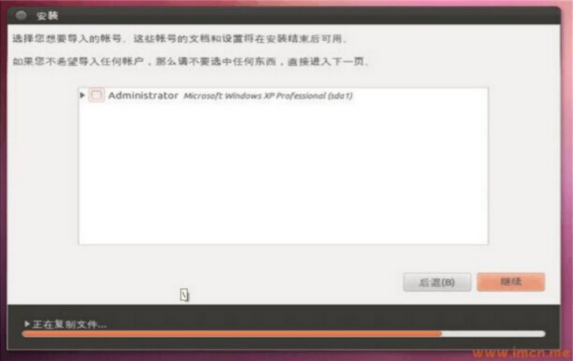 安装
选择您想要导入的帐号。这些帐号的文档和设置将在安装结束后可用。
如果您不希望导入任何帐户，那么请不要选中任何东西，直接进入下一页。
Administrator Microsoft Windows XP Professional (sda1)
后退(B) 继续
正在复制文件...
www.imcn.me